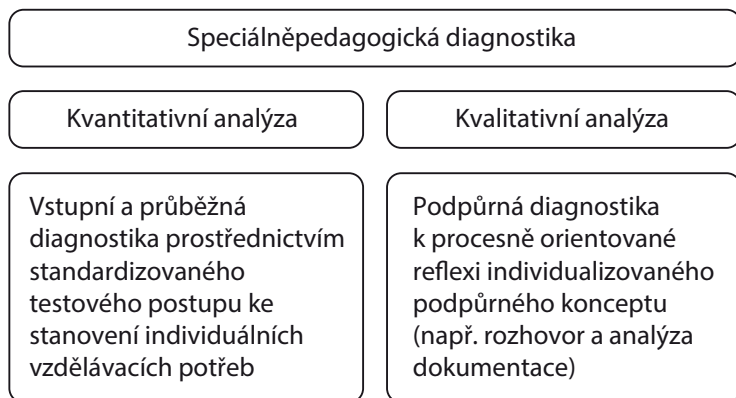 Speciálněpedagogická diagnostika
Kvantitativní analýza
Kvalitativní analýza
Vstupní a průběžná
diagnostika prostřednictvím
standardizovaného
testového postupu ke
stanovení individuálních
vzdělávacích potřeb
Podpůrná diagnostika
k procesně orientované
reflexi individualizovaného
podpůrného konceptu
(např. rozhovor a analýza
dokumentace)